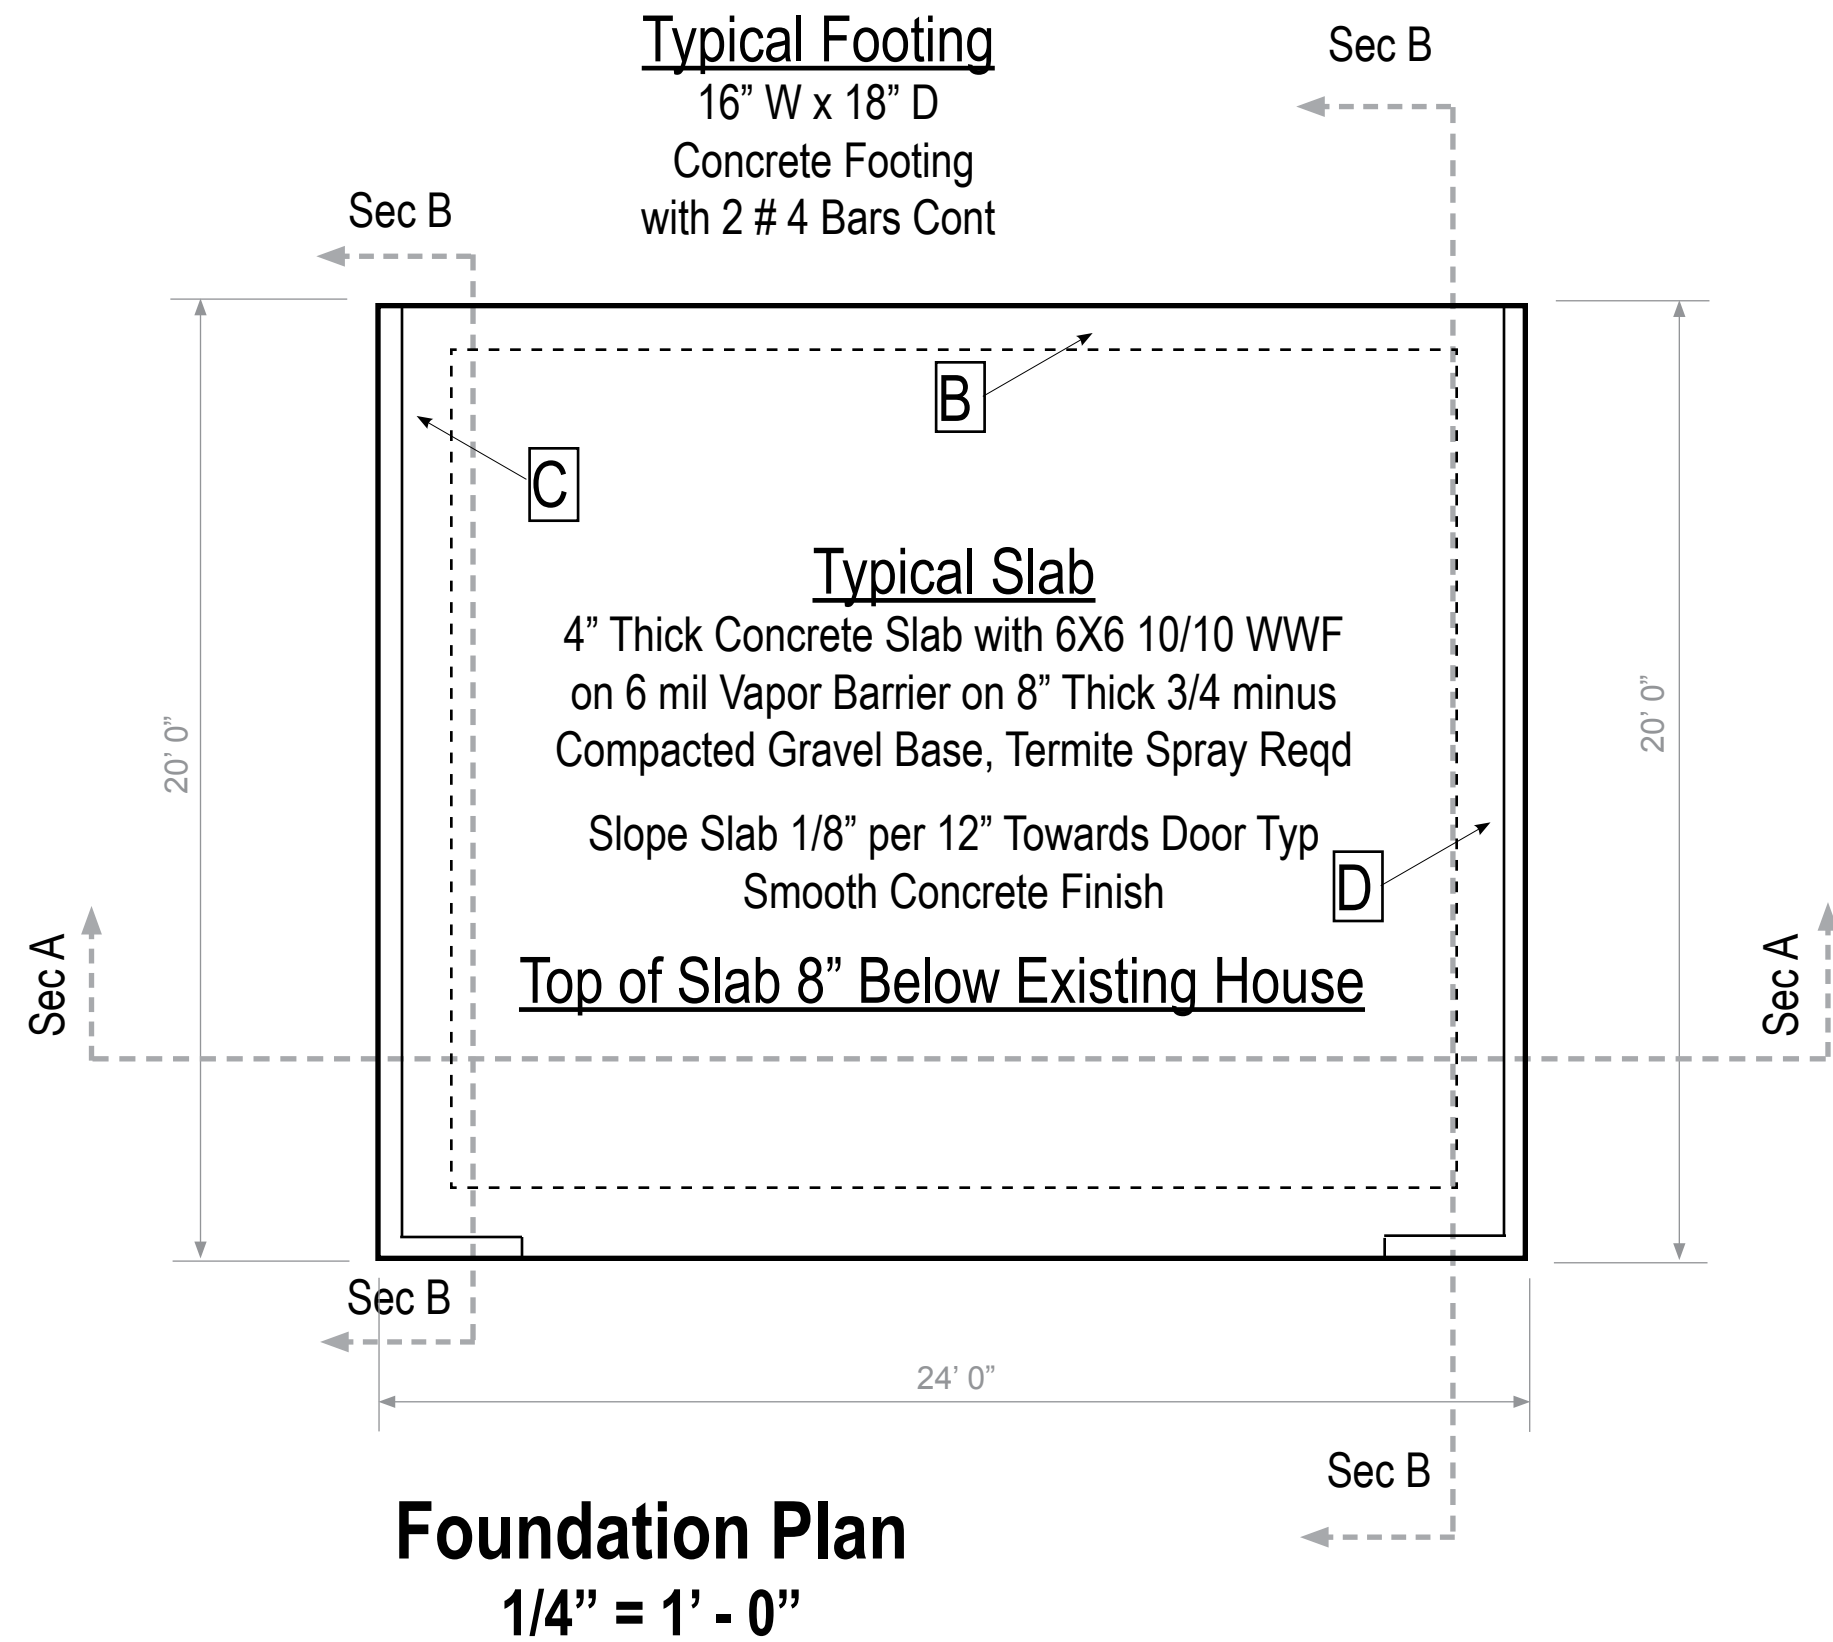 Typical Footing
16” W x 18” D
Concrete Footing
with 2 # 4 Bars Cont
Sec B
Sec B
B
C
Typical Slab
4” Thick Concrete Slab with 6X6 10/10 WWF
on 6 mil Vapor Barrier on 8” Thick 3/4 minus
Compacted Gravel Base, Termite Spray Reqd
20’ 0”
20’ 0”
Slope Slab 1/8” per 12” Towards Door Typ
Smooth Concrete Finish
D
Top of Slab 8” Below Existing House
Sec A
Sec A
Sec B
24’ 0”
Sec B
Foundation Plan
1/4” = 1’ - 0”